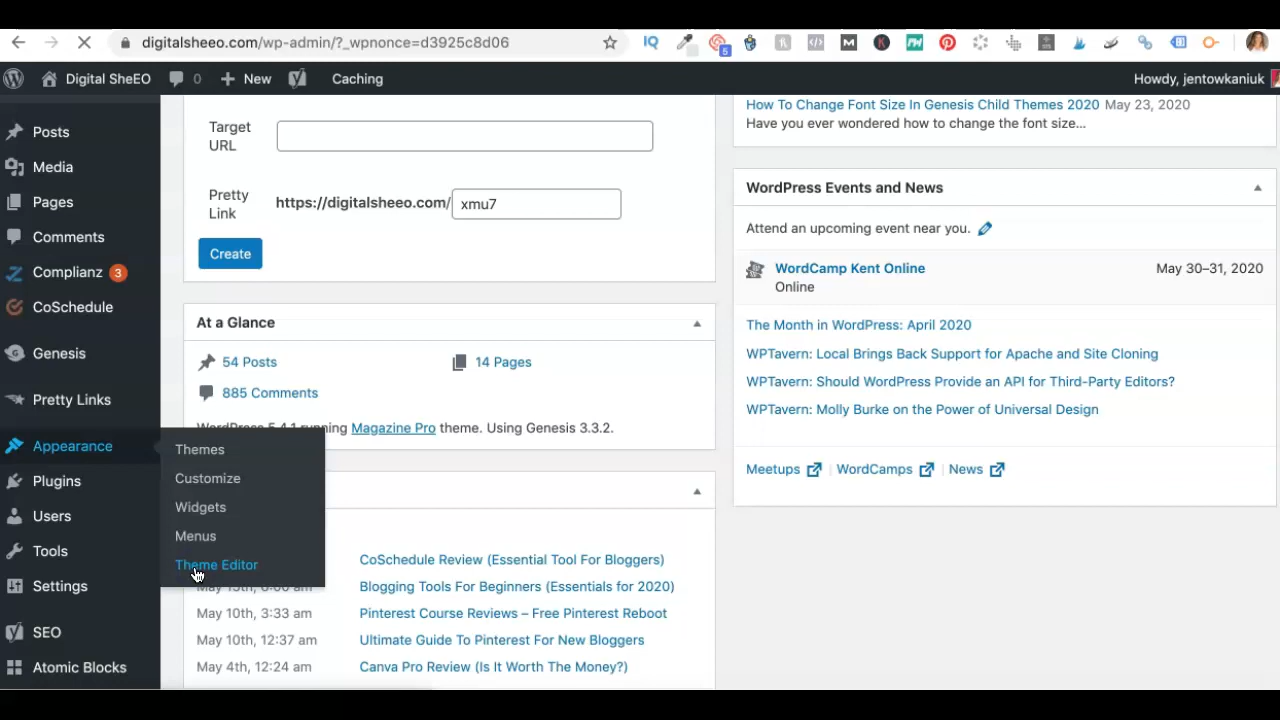 digitalsheeo.com/wp-admin/?_wpnonce=d3925c8d06
IQ
5
M
K
Digital SheEO
0
New
Caching
Howdy, jentowkaniuk
Posts
Media
Pages
Comments
Complianz 3
CoSchedule
Genesis
Pretty Links
Appearance
Plugins
Users
Tools
Settings
SEO
Atomic Blocks
Themes
Customize
Widgets
Menus
Theme Editor
Target
URL
Pretty
Link
https://digitalsheeo.com/
xmu7
Create
At a Glance
54 Posts
14 Pages
885 Comments
WordPress 5.4.1 running Magazine Pro theme. Using Genesis 3.3.2.
CoSchedule Review (Essential Tool For Bloggers)
May 15th, 6:00 am Blogging Tools For Beginners (Essentials for 2020)
May 10th, 3:33 am Pinterest Course Reviews – Free Pinterest Reboot
May 10th, 12:37 am Ultimate Guide To Pinterest For New Bloggers
May 4th, 12:24 am Canva Pro Review (Is It Worth The Money?)
How To Change Font Size In Genesis Child Themes 2020 May 23, 2020
Have you ever wondered how to change the font size…
WordPress Events and News
Attend an upcoming event near you.
WordCamp Kent Online May 30–31, 2020
Online
The Month in WordPress: April 2020
WPTavern: Local Brings Back Support for Apache and Site Cloning
WPTavern: Should WordPress Provide an API for Third-Party Editors?
WPTavern: Molly Burke on the Power of Universal Design
Meetups WordCamps News